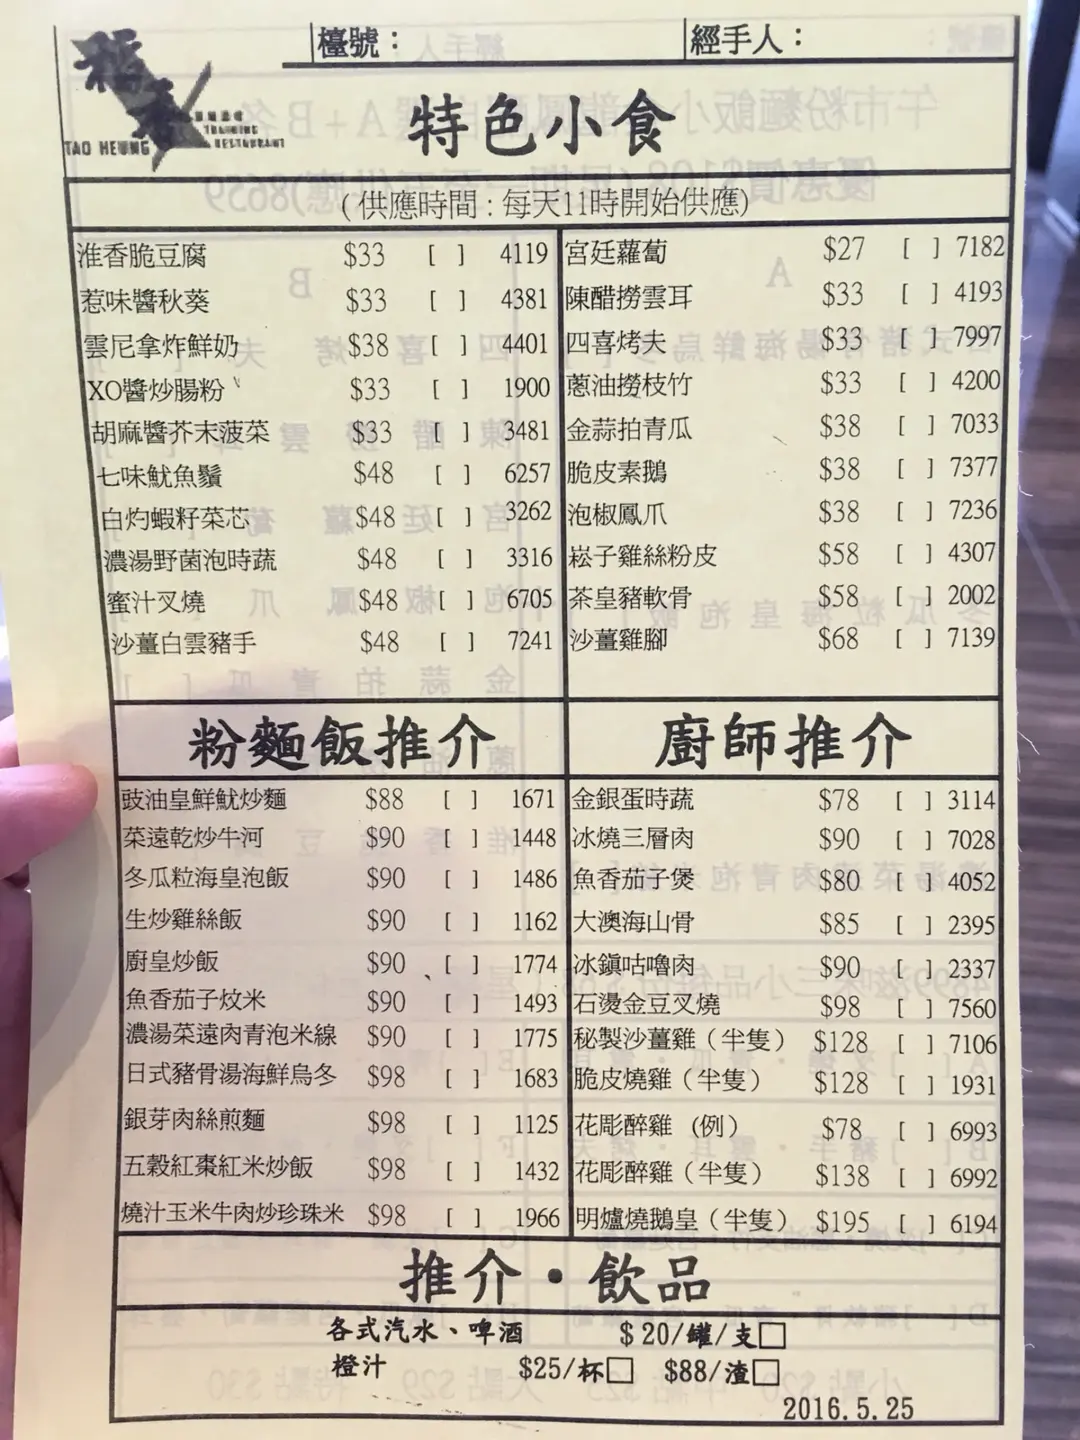 檯號：
經手人：
稻香
TAO HEUNG
TRAINING
RESTAURANT
特色小食
(供應時間：每天11時開始供應)
淮香脆豆腐 $33 [ ] 4119
惹味醬秋葵 $33 [ ] 4381
雲尼拿炸鮮奶 $38 [ ] 4401
XO醬炒腸粉 $33 [ ] 1900
胡麻醬芥末菠菜 $33 [ ] 3481
七味魷魚鬚 $48 [ ] 6257
白灼蝦籽菜芯 $48 [ ] 3262
濃湯野菌泡時蔬 $48 [ ] 3316
蜜汁叉燒 $48 [ ] 6705
沙薑白雲豬手 $48 [ ] 7241
宮廷蘿蔔 $27 [ ] 7182
陳醋撈雲耳 $33 [ ] 4193
四喜烤夫 $33 [ ] 7997
蔥油撈枝竹 $33 [ ] 4200
金蒜拍青瓜 $38 [ ] 7033
脆皮素鵝 $38 [ ] 7377
泡椒鳳爪 $38 [ ] 7236
崧子雞絲粉皮 $58 [ ] 4307
茶皇豬軟骨 $58 [ ] 2002
沙薑雞腳 $68 [ ] 7139
粉麵飯推介
豉油皇鮮魷炒麵 $88 [ ] 1671
菜遠乾炒牛河 $90 [ ] 1448
冬瓜粒海皇泡飯 $90 [ ] 1486
生炒雞絲飯 $90 [ ] 1162
廚皇炒飯 $90 [ ] 1774
魚香茄子炆米 $90 [ ] 1493
濃湯菜遠肉青泡米線 $90 [ ] 1775
日式豬骨湯海鮮烏冬 $98 [ ] 1683
銀芽肉絲煎麵 $98 [ ] 1125
五穀紅棗紅米炒飯 $98 [ ] 1432
燒汁玉米牛肉炒珍珠米 $98 [ ] 1966
廚師推介
金銀蛋時蔬 $78 [ ] 3114
冰燒三層肉 $90 [ ] 7028
魚香茄子煲 $80 [ ] 4052
大澳海山骨 $85 [ ] 2395
冰鎮咕嚕肉 $90 [ ] 2337
石燙金豆叉燒 $98 [ ] 7560
秘製沙薑雞（半隻） $128 [ ] 7106
脆皮燒雞（半隻） $128 [ ] 1931
花彫醉雞 (例) $78 [ ] 6993
花彫醉雞（半隻） $138 [ ] 6992
明爐燒鵝皇（半隻） $195 [ ] 6194
推介·飲品
各式汽水、啤酒 $20/罐/支□
橙汁 $25/杯□ $88/渣□
2016.5.25